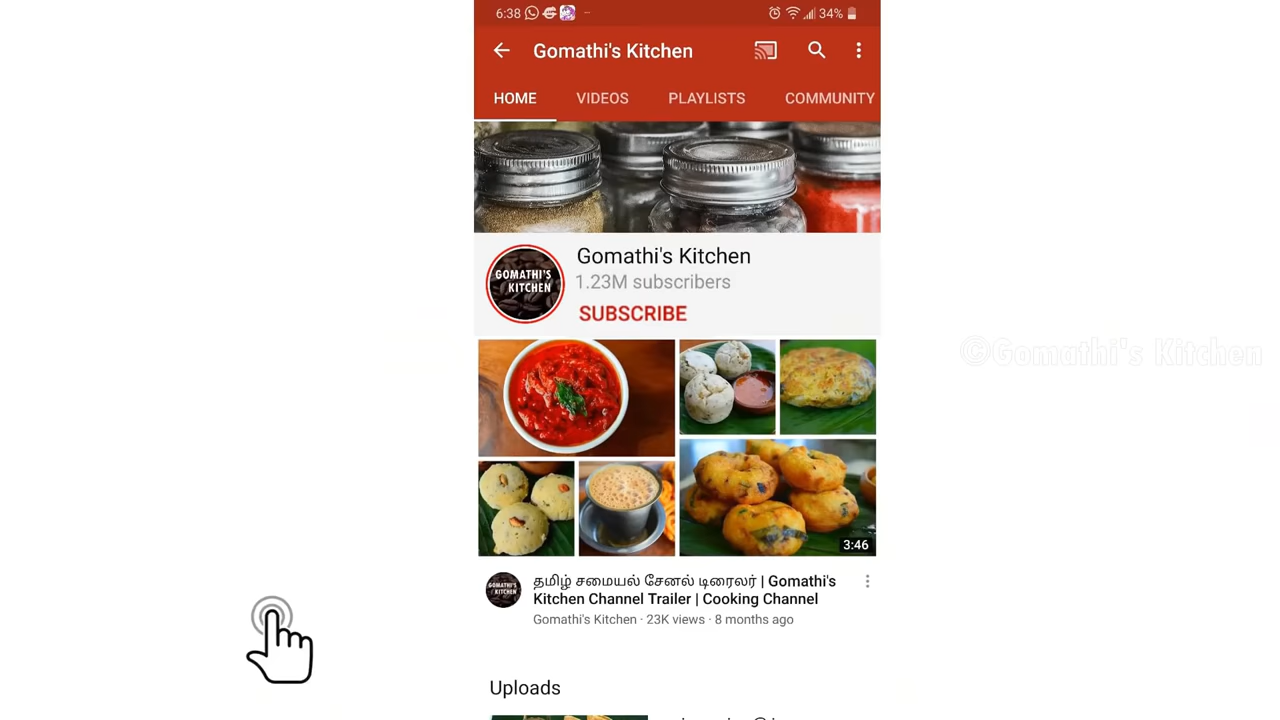 6:38
34%
Gomathi's Kitchen
HOME VIDEOS PLAYLISTS COMMUNITY
GOMATHI'S
KITCHEN
Gomathi's Kitchen
1.23M subscribers
SUBSCRIBE
©Gomathi's Kitchen
3:46
GOMATHI'S
KITCHEN
தமிழ் சமையல் சேனல் டிரைலர் | Gomathi's
Kitchen Channel Trailer | Cooking Channel
Gomathi's Kitchen · 23K views · 8 months ago
Uploads